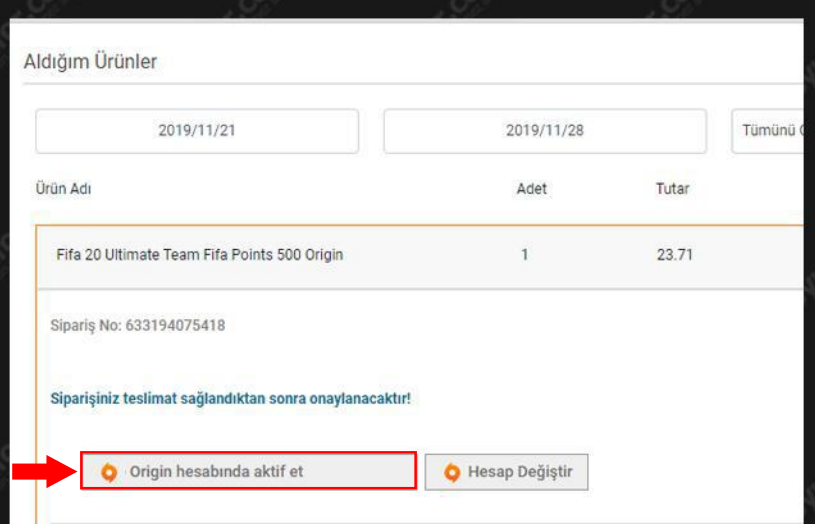 Aldığım Ürünler
2019/11/21 2019/11/28 Tümünü
Ürün Adı Adet Tutar
Fifa 20 Ultimate Team Fifa Points 500 Origin 1 23.71
Sipariş No: 633194075418
Siparişiniz teslimat sağlandıktan sonra onaylanacaktır!
Origin hesabında aktif et Hesap Değiştir